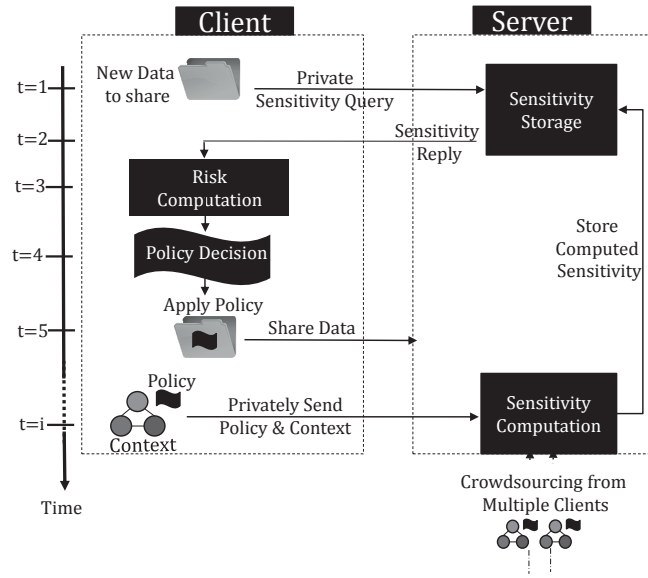 Client
Server
New Data
to share
Private
Sensitivity Query
Sensitivity
Storage
t=1
t=2
Sensitivity
Reply
t=3
Risk
Computation
t=4
Policy Decision
Store
Computed
Sensitivity
Apply Policy
t=5
Share Data
Policy
Context
t=i
Privately Send
Policy & Context
Sensitivity
Computation
Time
Crowdsourcing from
Multiple Clients